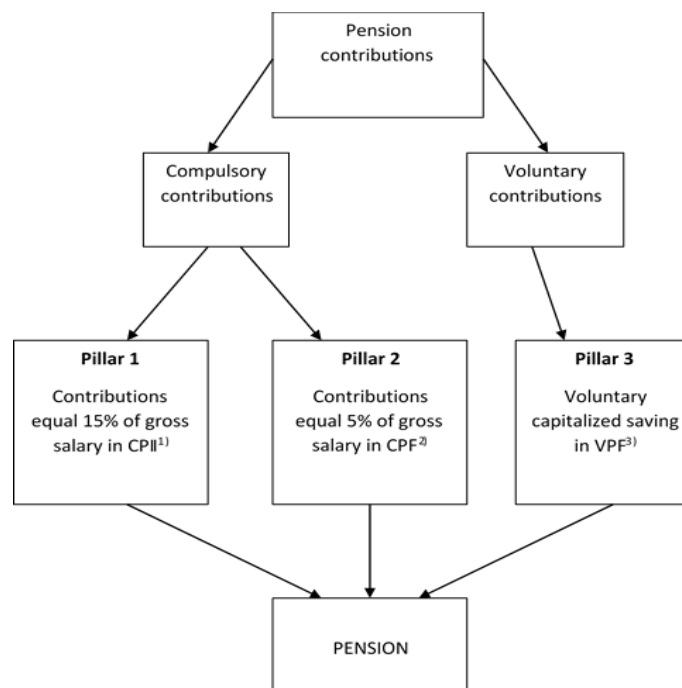 Pension
contributions
Compulsory
contributions
Voluntary
contributions
Pillar 1
Contributions
equal 15% of gross
salary in CPII¹⁾
Pillar 2
Contributions
equal 5% of gross
salary in CPF²⁾
Pillar 3
Voluntary
capitalized saving
in VPF³⁾
PENSION